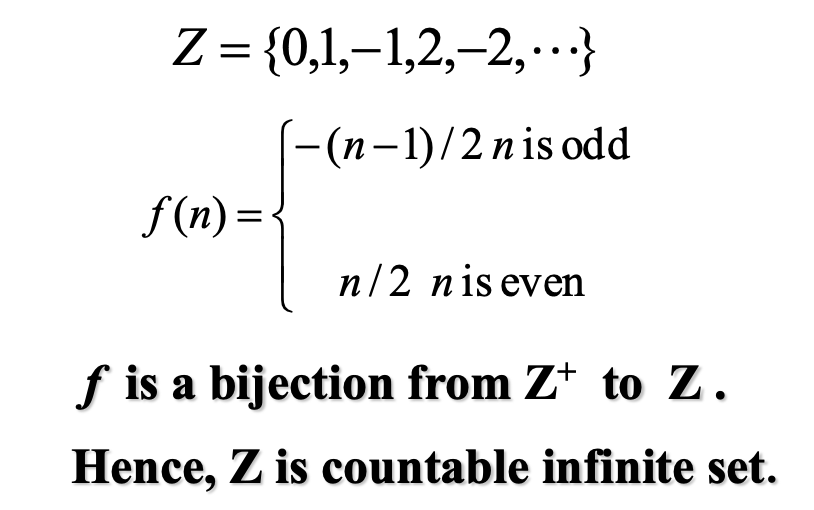 Z = {0,1,−1,2,−2,⋯}
−(n−1)/2 n is odd
f(n) =
n/2 n is even
f is a bijection from Z⁺ to Z.
Hence, Z is countable infinite set.